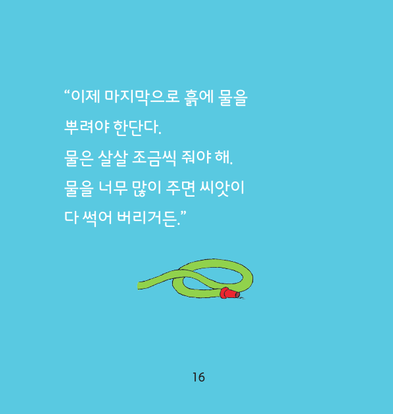 “이제 마지막으로 흙에 물을
뿌려야 한단다.
물은 살살 조금씩 줘야 해.
물을 너무 많이 주면 씨앗이
다 썩어 버리거든.”
16